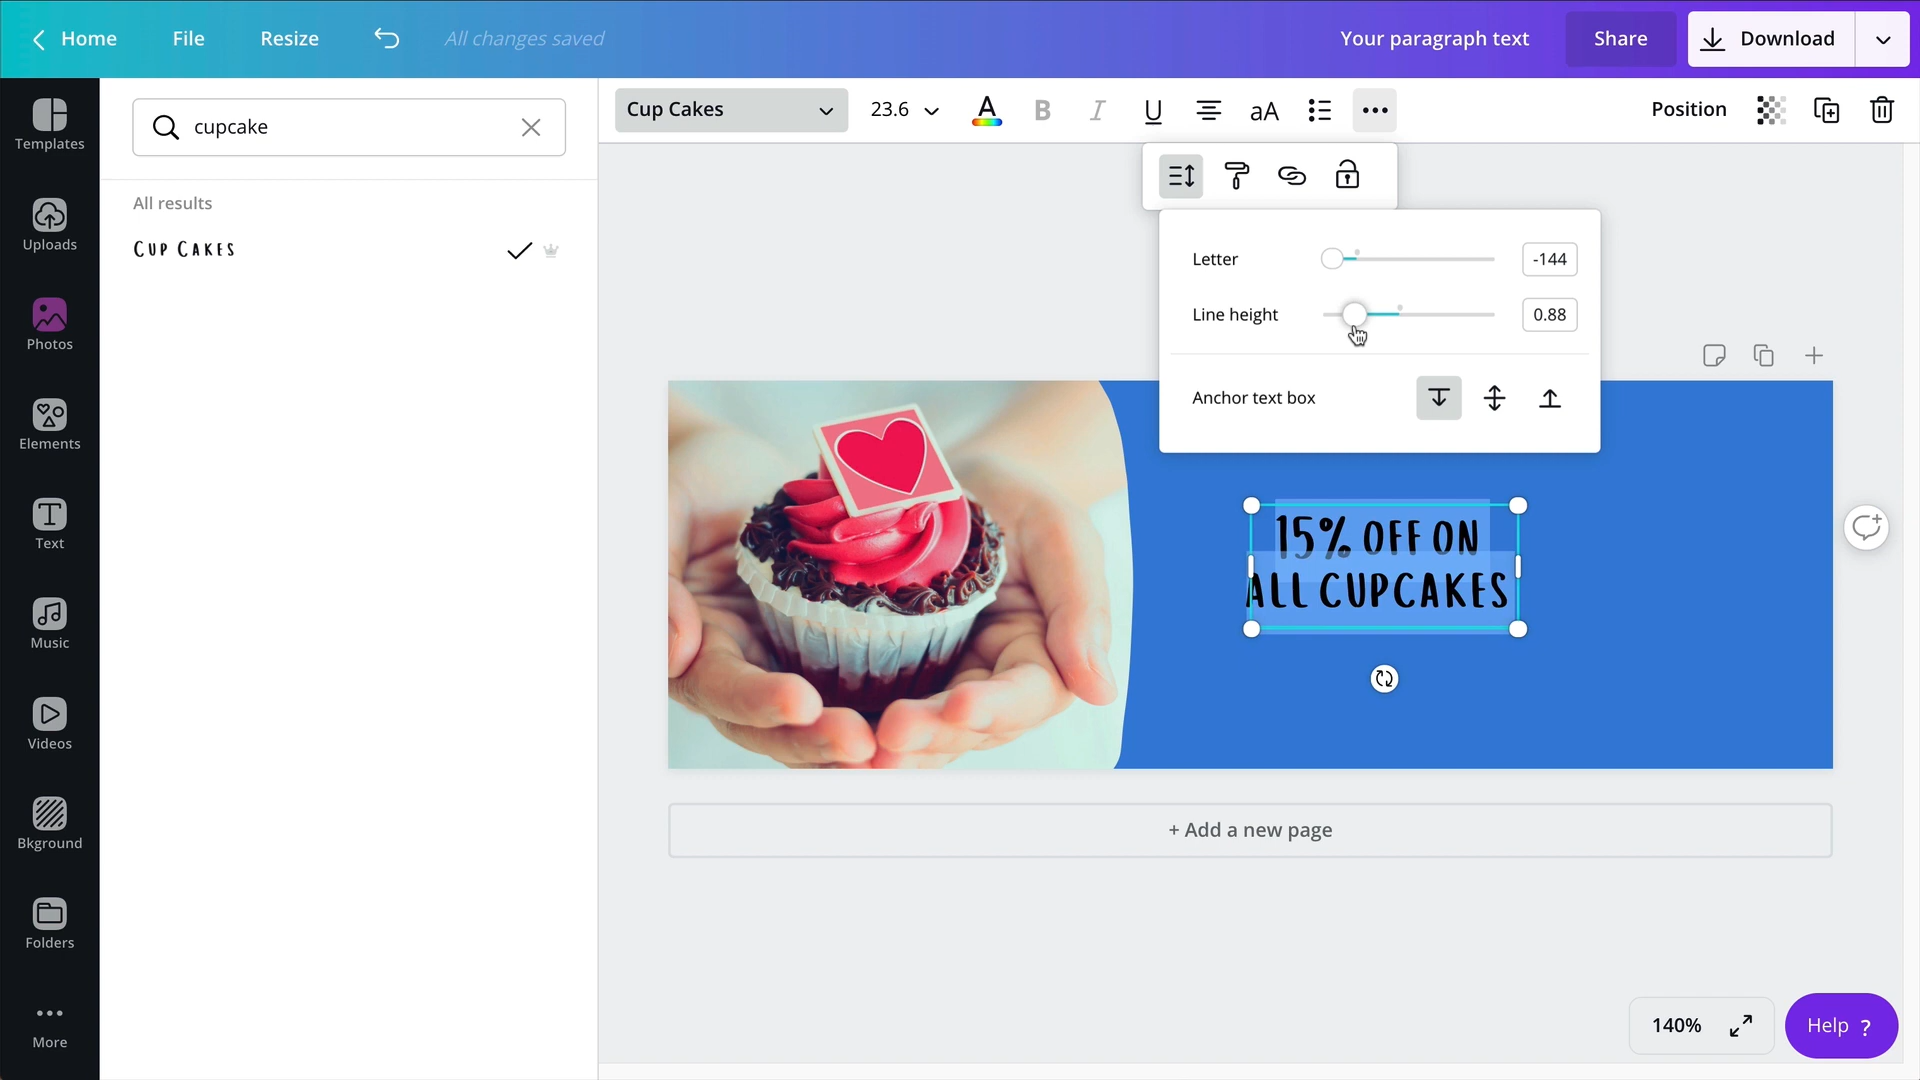 Home File Resize All changes saved Your paragraph text Share Download
Templates
Uploads
Photos
Elements
Text
Music
Videos
Bkground
Folders
More
cupcake
All results
CUP CAKES
Cup Cakes 23.6 A B I U aA Position
Letter -144
Line height 0.88
Anchor text box
15% OFF ON
ALL CUPCAKES
+ Add a new page
140% Help ?